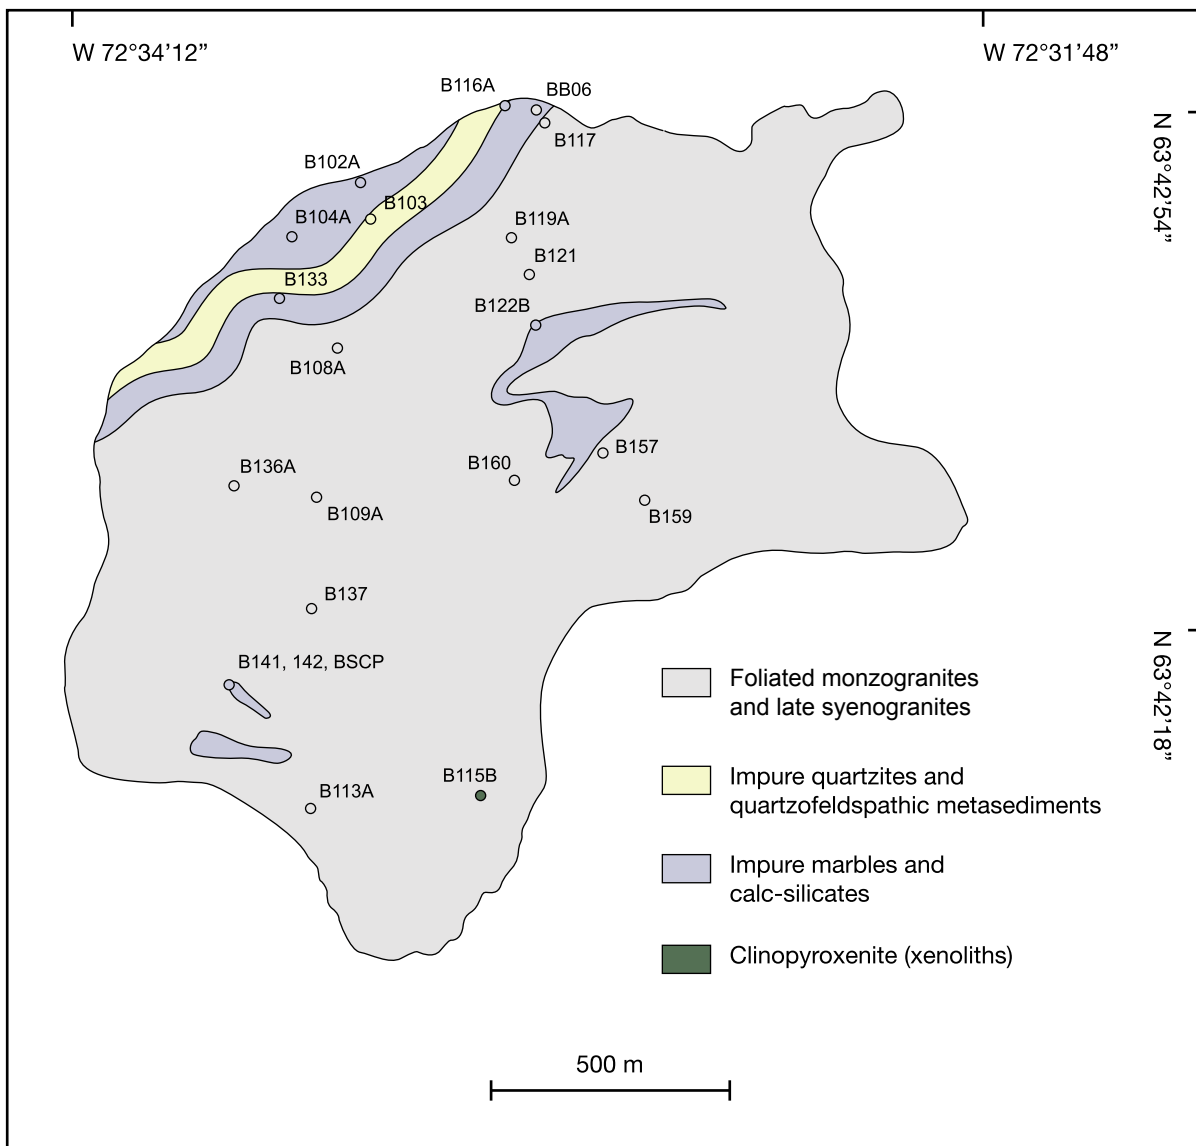 W 72°34’12”
W 72°31’48”
B116A
BB06
B117
N 63°42’54”
B102A
B103
B104A
B119A
B121
B133
B122B
B108A
B157
B136A
B160
B109A
B159
B137
N 63°42’18”
B141, 142, BSCP
Foliated monzogranites
and late syenogranites
B115B
B113A
Impure quartzites and
quartzofeldspathic metasediments
Impure marbles and
calc-silicates
Clinopyroxenite (xenoliths)
500 m